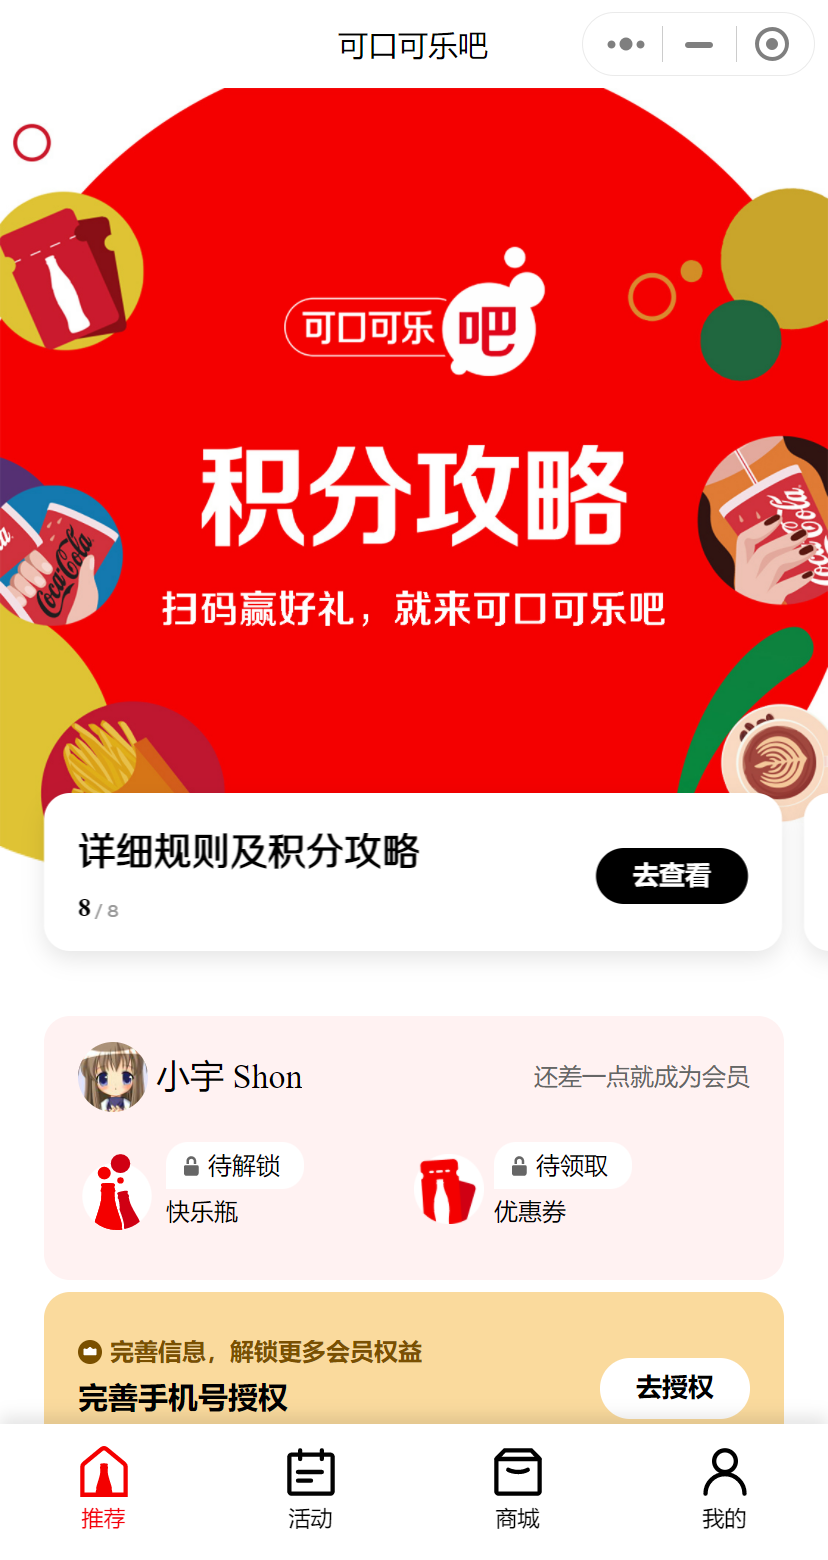 可口可乐吧
可口可乐吧
积分攻略
扫码赢好礼，就来可口可乐吧
Coca-Cola
Coca-Cola
详细规则及积分攻略
去查看
8 / 8
小宇 Shon
还差一点就成为会员
待解锁
快乐瓶
待领取
优惠券
完善信息，解锁更多会员权益
完善手机号授权
去授权
推荐
活动
商城
我的